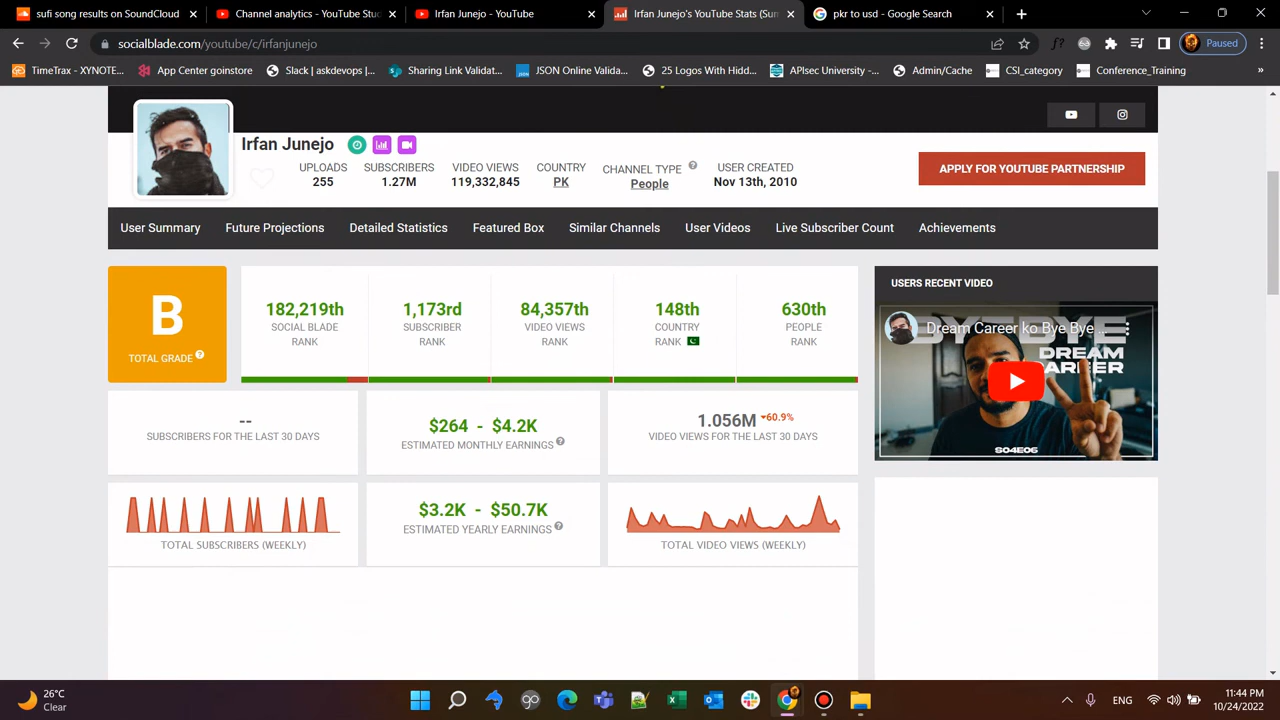 sufi song results on SoundCloud
Channel analytics - YouTube Stu
Irfan Junejo - YouTube
Irfan Junejo's YouTube Stats (Sum
pkr to usd - Google Search
socialblade.com/youtube/c/irfanjunejo
Paused
TimeTrax — XYNOTE...
App Center goinstore
Slack | askdevops |...
Sharing Link Validat...
JSON Online Valida...
25 Logos With Hidd...
APIsec University -...
Admin/Cache
CSI_category
Conference_Training
Irfan Junejo
UPLOADS
255
SUBSCRIBERS
1.27M
VIDEO VIEWS
119,332,845
COUNTRY
PK
CHANNEL TYPE
People
USER CREATED
Nov 13th, 2010
APPLY FOR YOUTUBE PARTNERSHIP
User Summary Future Projections Detailed Statistics Featured Box Similar Channels User Videos Live Subscriber Count Achievements
B
TOTAL GRADE
182,219th
SOCIAL BLADE
RANK
1,173rd
SUBSCRIBER
RANK
84,357th
VIDEO VIEWS
RANK
148th
COUNTRY
RANK
630th
PEOPLE
RANK
USERS RECENT VIDEO
Dream Career ko Bye Bye ...
BYEBYE
DREAM
CAREER
S04E06
--
SUBSCRIBERS FOR THE LAST 30 DAYS
$264 - $4.2K
ESTIMATED MONTHLY EARNINGS
1.056M -60.9%
VIDEO VIEWS FOR THE LAST 30 DAYS
TOTAL SUBSCRIBERS (WEEKLY)
$3.2K - $50.7K
ESTIMATED YEARLY EARNINGS
TOTAL VIDEO VIEWS (WEEKLY)
26°C
Clear
ENG
11:44 PM
10/24/2022